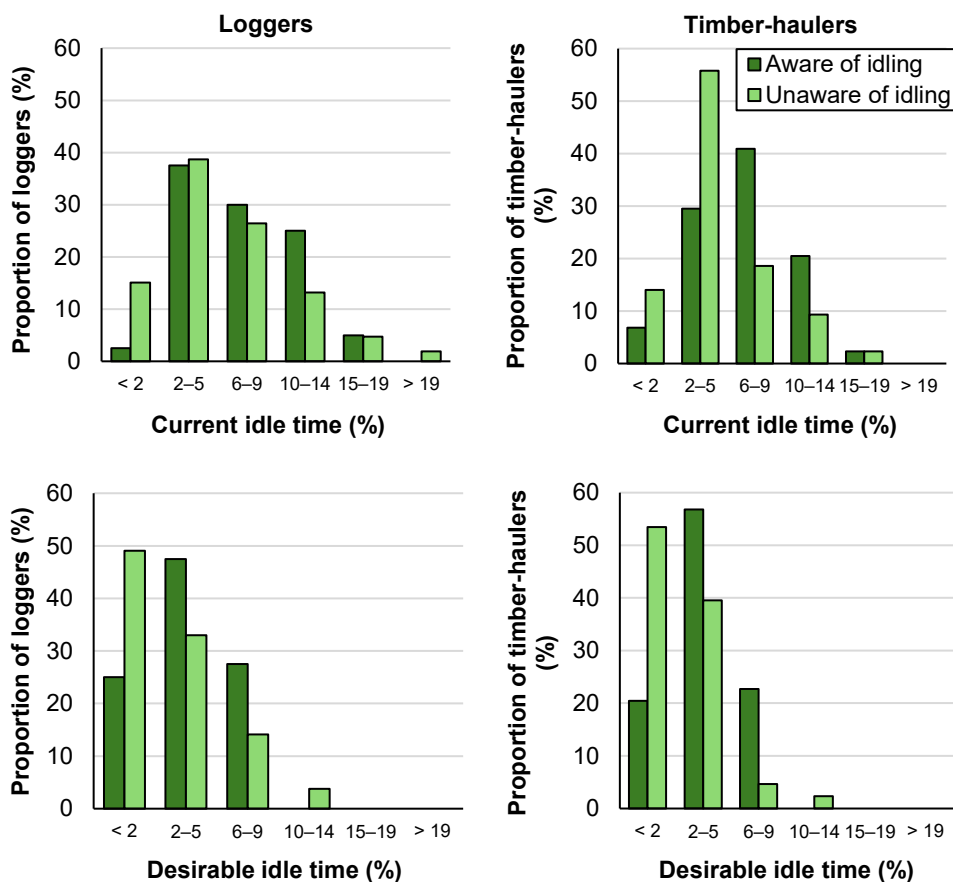 Loggers
Proportion of loggers (%)
60
50
40
30
20
10
0
< 2 2–5 6–9 10–14 15–19 > 19
Current idle time (%)
Timber-haulers
Aware of idling
Unaware of idling
Proportion of timber-haulers
(%)
60
50
40
30
20
10
0
< 2 2–5 6–9 10–14 15–19 > 19
Current idle time (%)
Proportion of loggers (%)
60
50
40
30
20
10
0
< 2 2–5 6–9 10–14 15–19 > 19
Desirable idle time (%)
Proportion of timber-haulers
(%)
60
50
40
30
20
10
0
< 2 2–5 6–9 10–14 15–19 > 19
Desirable idle time (%)